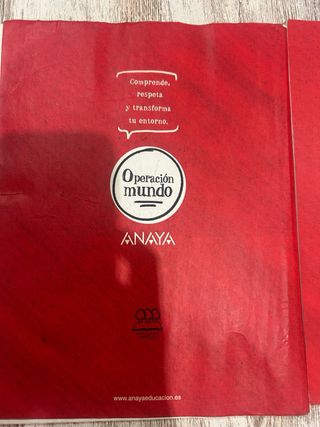 Comprende,
respeta
y transforma
tu entorno.
Operación
mundo
ANAYA
www.anayaeducacion.es